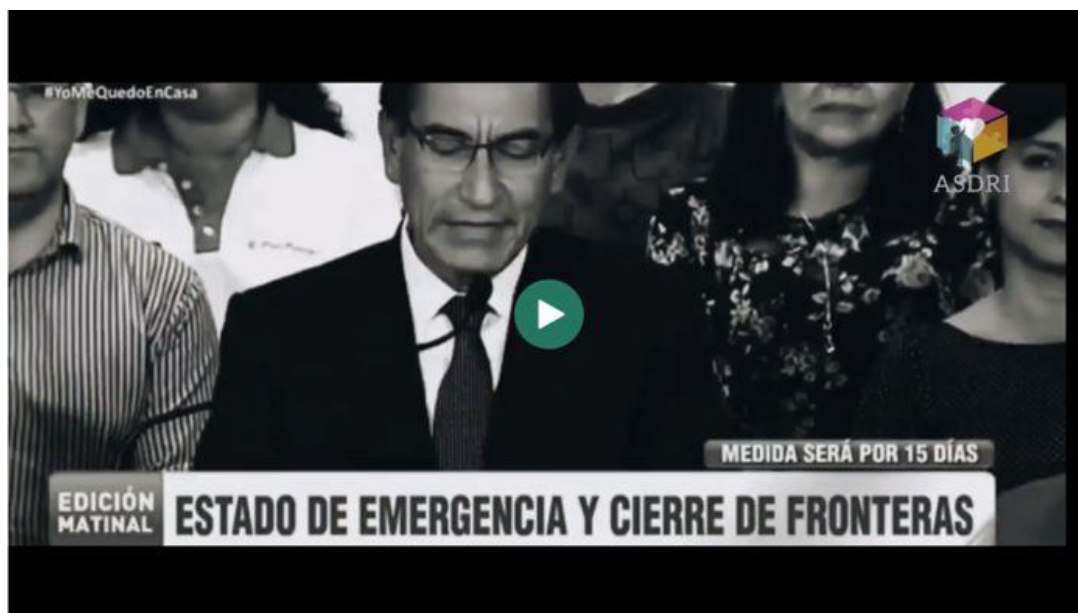 #YoMeQuedoEnCasa
ASDRI
MEDIDA SERÁ POR 15 DÍAS
EDICIÓN
MATINAL
ESTADO DE EMERGENCIA Y CIERRE DE FRONTERAS